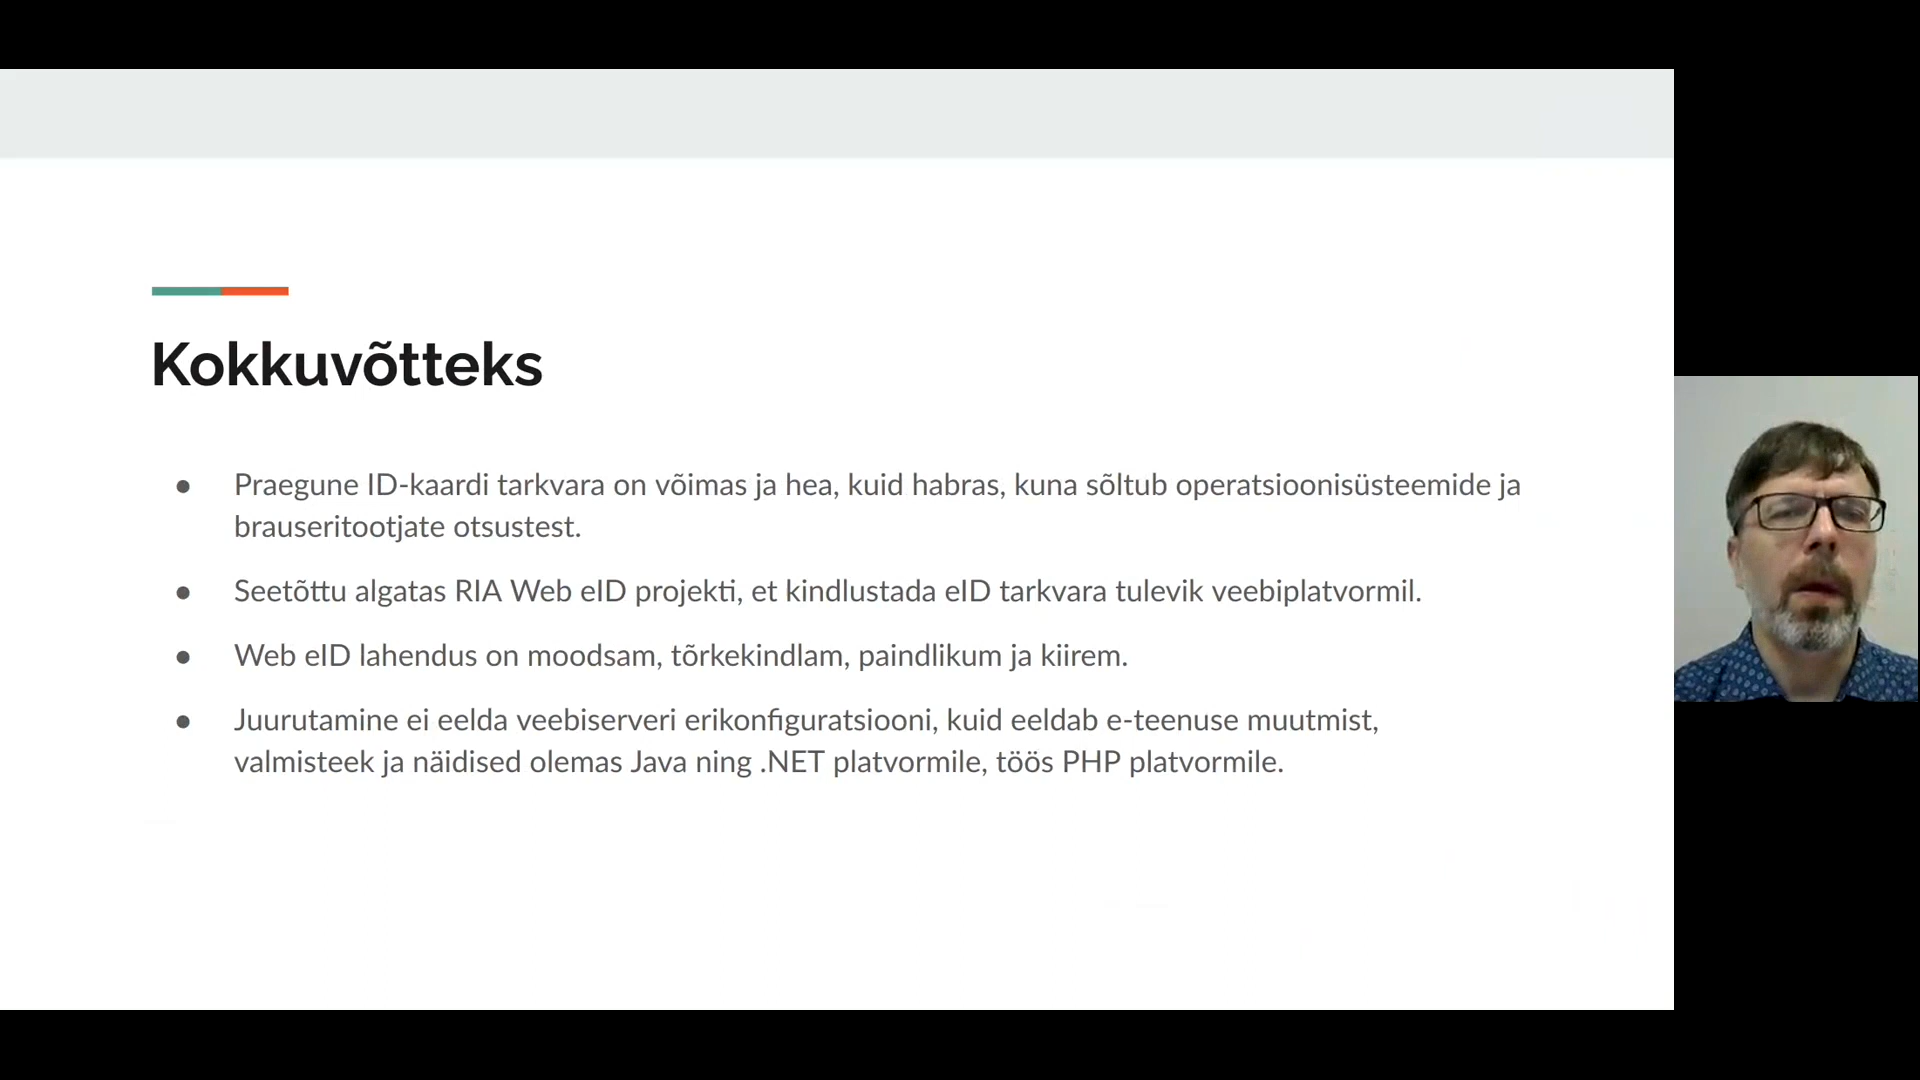 Kokkuvõtteks
● Praegune ID-kaardi tarkvara on võimas ja hea, kuid habras, kuna sõltub operatsioonisüsteemide ja
brauseritootjate otsustest.
● Seetõttu algatas RIA Web eID projekti, et kindlustada eID tarkvara tulevik veebiplatvormil.
● Web eID lahendus on moodsam, tõrkekindlam, paindlikum ja kiirem.
● Juurutamine ei eelda veebiserveri erikonfiguratsiooni, kuid eeldab e-teenuse muutmist,
valmisteek ja näidised olemas Java ning .NET platvormile, töös PHP platvormile.